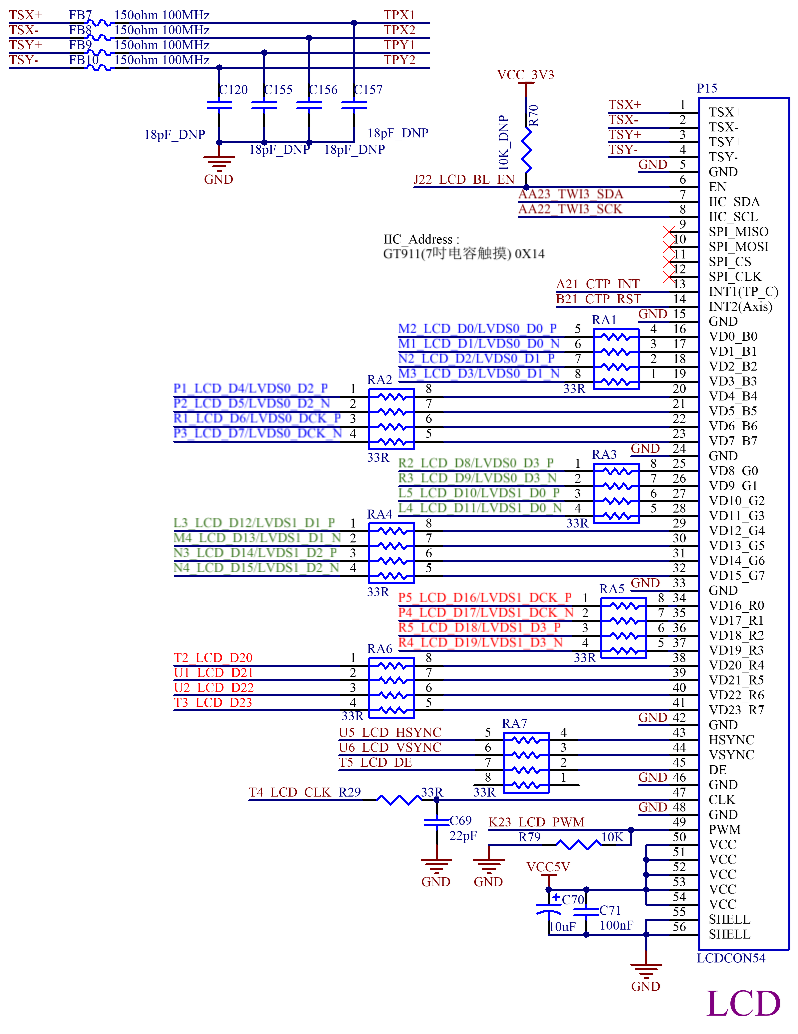 TSX+ FB7 150ohm 100MHz TPX1
TSX- FB8 150ohm 100MHz TPX2
TSY+ FB9 150ohm 100MHz TPY1
TSY- FB10 150ohm 100MHz TPY2
C120 C155 C156 C157
18pF_DNP 18pF_DNP 18pF_DNP 18pF_DNP
GND
VCC_3V3
R70
10K_DNP
P15
TSX+ 1 TSX+
TSX- 2 TSX-
TSY+ 3 TSY+
TSY- 4 TSY-
GND 5 GND
J22_LCD_BL_EN 6 EN
AA23_TWI3_SDA 7 IIC_SDA
AA22_TWI3_SCK 8 IIC_SCL
9 SPI_MISO
IIC_Address :
10 SPI_MOSI
GT911(7吋电容触摸) 0X14
11 SPI_CS
12 SPI_CLK
A21_CTP_INT 13 INT1(TP_C)
B21_CTP_RST 14 INT2(Axis)
GND 15 GND
RA1
M2_LCD_D0/LVDS0_D0_P 5 4 16 VD0_B0
M1_LCD_D1/LVDS0_D0_N 6 3 17 VD1_B1
N2_LCD_D2/LVDS0_D1_P 7 2 18 VD2_B2
M3_LCD_D3/LVDS0_D1_N 8 1 19 VD3_B3
33R
RA2
P1_LCD_D4/LVDS0_D2_P 1 8 20 VD4_B4
P2_LCD_D5/LVDS0_D2_N 2 7 21 VD5_B5
R1_LCD_D6/LVDS0_DCK_P 3 6 22 VD6_B6
P3_LCD_D7/LVDS0_DCK_N 4 5 23 VD7_B7
33R
GND 24 GND
RA3
R2_LCD_D8/LVDS0_D3_P 1 8 25 VD8_G0
R3_LCD_D9/LVDS0_D3_N 2 7 26 VD9_G1
L5_LCD_D10/LVDS1_D0_P 3 6 27 VD10_G2
L4_LCD_D11/LVDS1_D0_N 4 5 28 VD11_G3
33R
RA4
L3_LCD_D12/LVDS1_D1_P 1 8 29 VD12_G4
M4_LCD_D13/LVDS1_D1_N 2 7 30 VD13_G5
N3_LCD_D14/LVDS1_D2_P 3 6 31 VD14_G6
N4_LCD_D15/LVDS1_D2_N 4 5 32 VD15_G7
33R
GND 33 GND
RA5
P5_LCD_D16/LVDS1_DCK_P 1 8 34 VD16_R0
P4_LCD_D17/LVDS1_DCK_N 2 7 35 VD17_R1
R5_LCD_D18/LVDS1_D3_P 3 6 36 VD18_R2
R4_LCD_D19/LVDS1_D3_N 4 5 37 VD19_R3
33R
RA6
T2_LCD_D20 1 8 38 VD20_R4
U1_LCD_D21 2 7 39 VD21_R5
U2_LCD_D22 3 6 40 VD22_R6
T3_LCD_D23 4 5 41 VD23_R7
33R
GND 42 GND
RA7
U5_LCD_HSYNC 5 4 43 HSYNC
U6_LCD_VSYNC 6 3 44 VSYNC
T5_LCD_DE 7 2 45 DE
8 1 GND 46 GND
33R
T4_LCD_CLK R29 33R 47 CLK
GND 48 GND
C69
22pF
GND
K23_LCD_PWM 49 PWM
R79 10K
GND
50 VCC
51 VCC
VCC5V
52 VCC
53 VCC
54 VCC
C70
10uF
C71
100nF
55 SHELL
56 SHELL
GND
LCDCON54
LCD